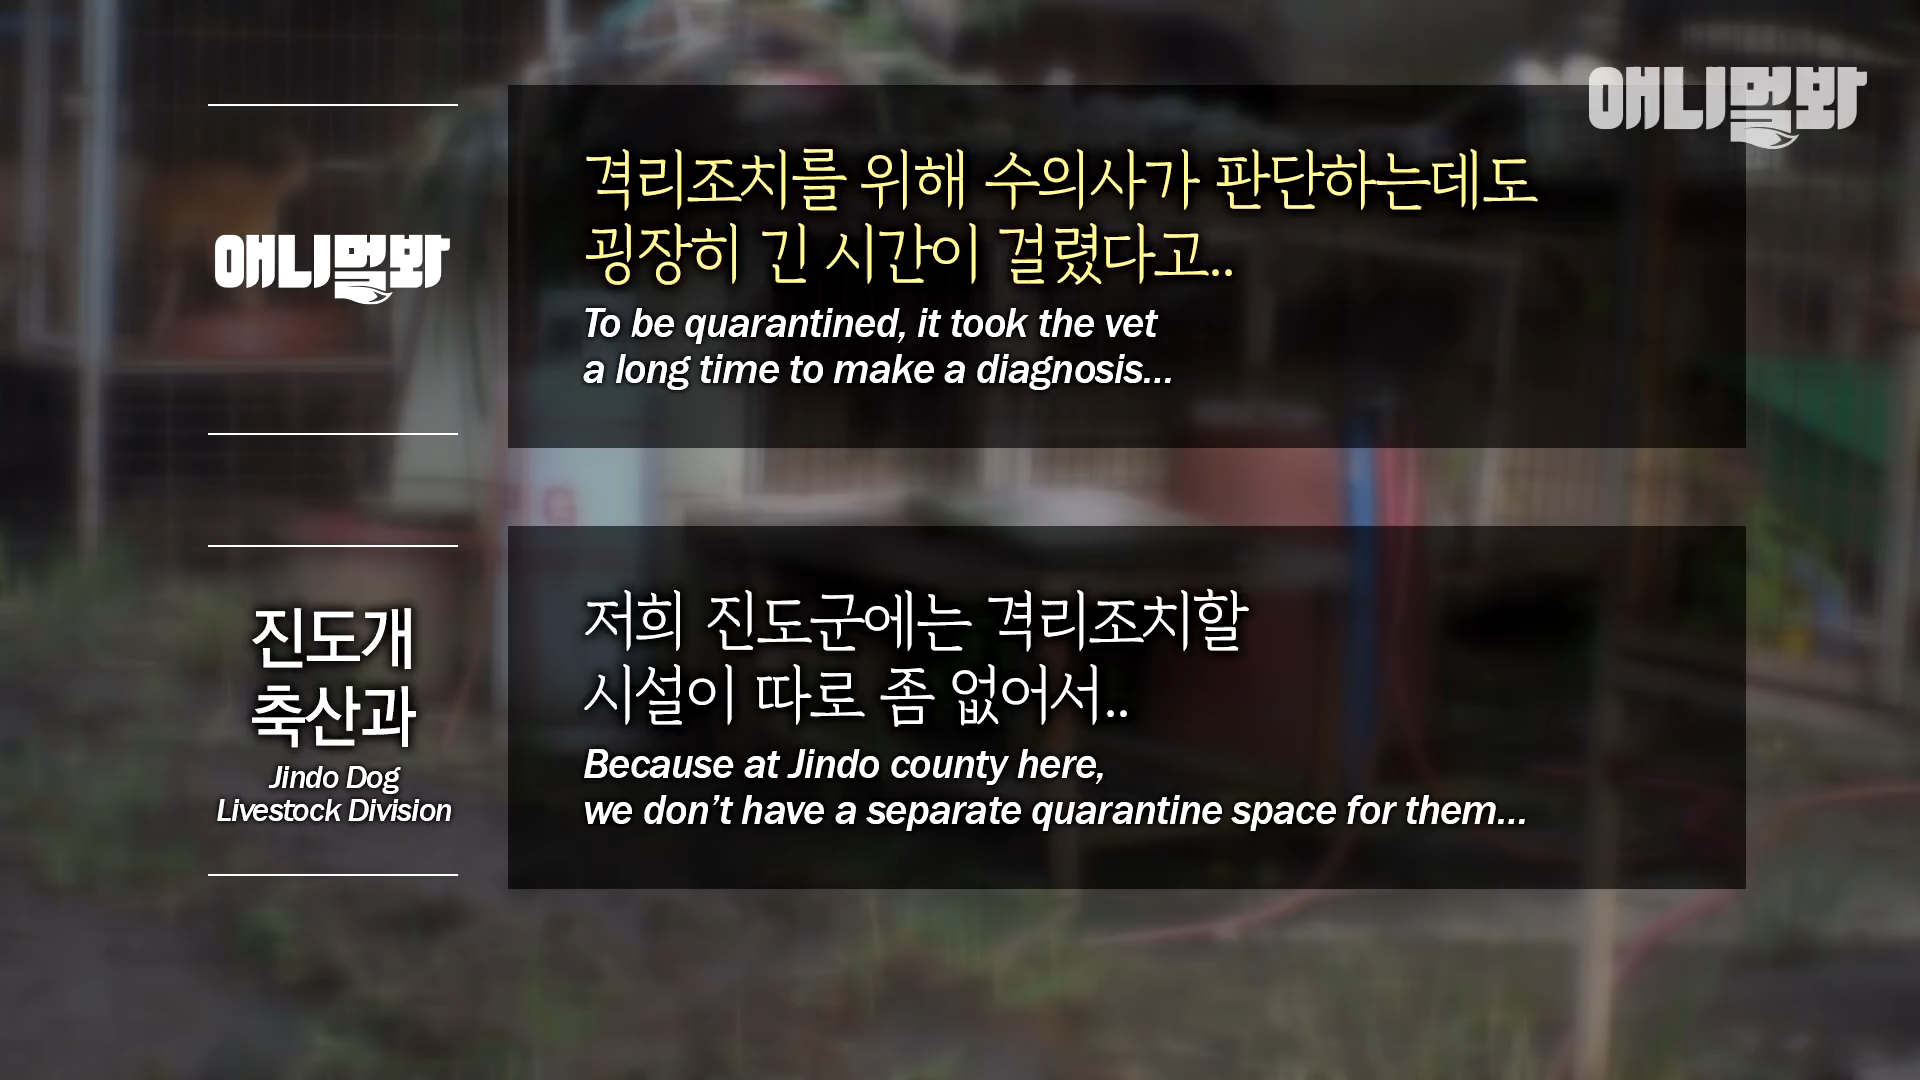 애니멀봐
애니멀봐
격리조치를 위해 수의사가 판단하는데도
굉장히 긴 시간이 걸렸다고..
To be quarantined, it took the vet
a long time to make a diagnosis...
진도개
축산과
Jindo Dog
Livestock Division
저희 진도군에는 격리조치할
시설이 따로 좀 없어서..
Because at Jindo county here,
we don't have a separate quarantine space for them...
G